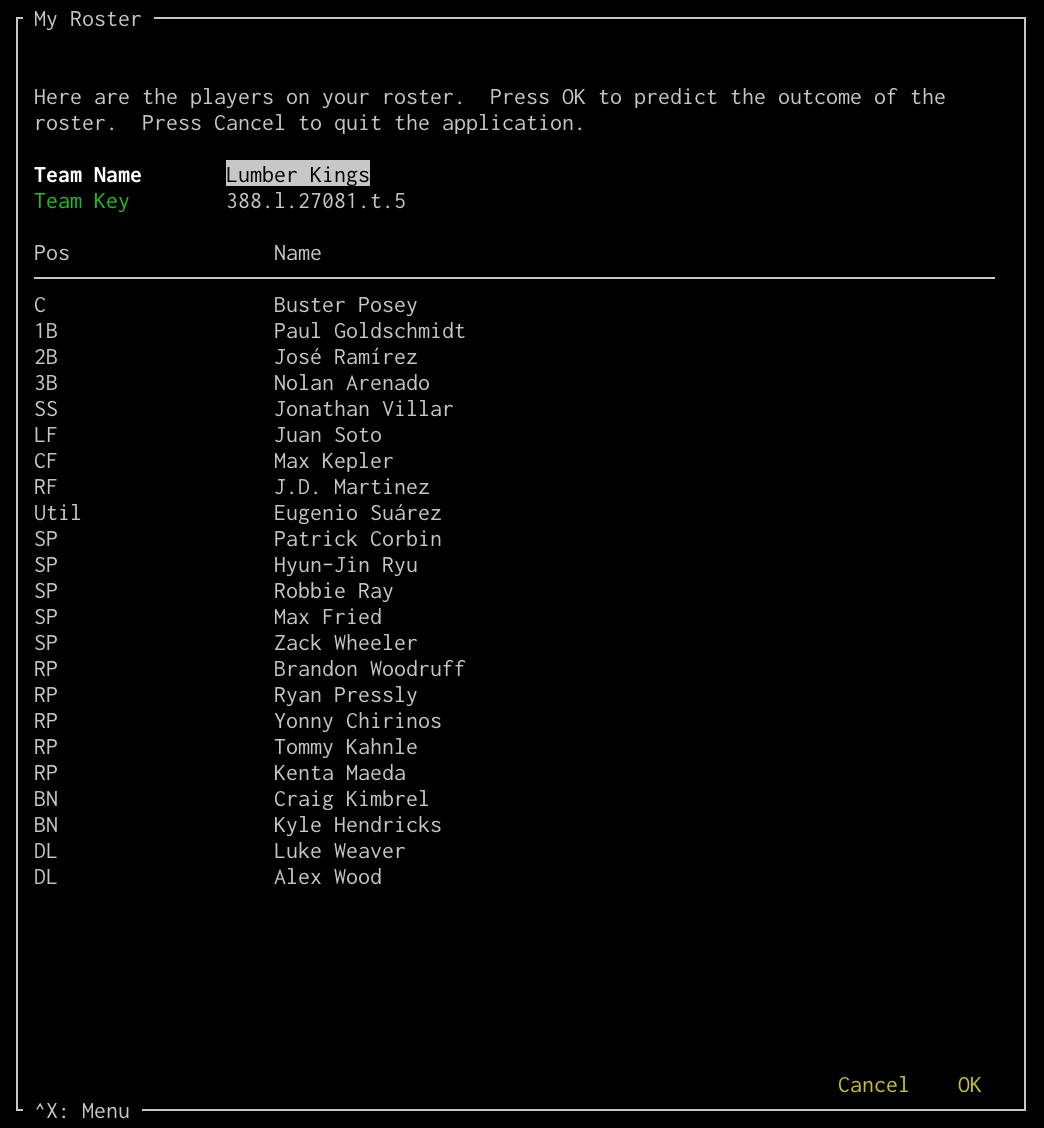 My Roster
Here are the players on your roster.  Press OK to predict the outcome of the
roster.  Press Cancel to quit the application.
Team Name Lumber Kings
Team Key 388.l.27081.t.5
Pos Name
C Buster Posey
1B Paul Goldschmidt
2B José Ramírez
3B Nolan Arenado
SS Jonathan Villar
LF Juan Soto
CF Max Kepler
RF J.D. Martinez
Util Eugenio Suárez
SP Patrick Corbin
SP Hyun-Jin Ryu
SP Robbie Ray
SP Max Fried
SP Zack Wheeler
RP Brandon Woodruff
RP Ryan Pressly
RP Yonny Chirinos
RP Tommy Kahnle
RP Kenta Maeda
BN Craig Kimbrel
BN Kyle Hendricks
DL Luke Weaver
DL Alex Wood
Cancel OK
^X: Menu